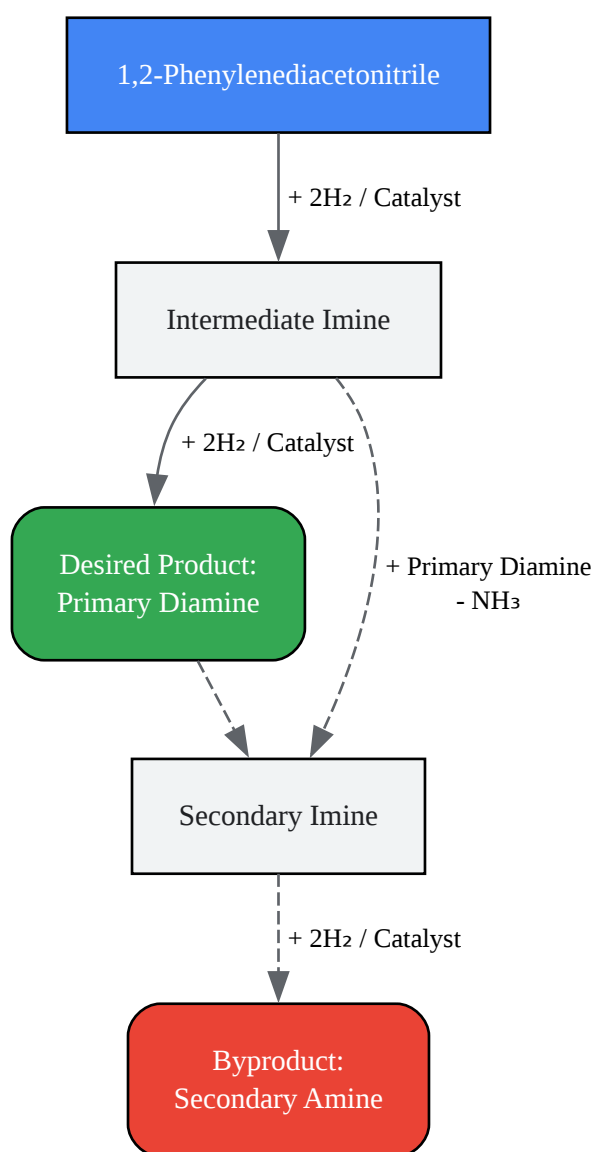 1,2-Phenylenediacetonitrile
+ 2H₂ / Catalyst
Intermediate Imine
+ 2H₂ / Catalyst
Desired Product:
Primary Diamine
+ Primary Diamine
- NH₃
Secondary Imine
+ 2H₂ / Catalyst
Byproduct:
Secondary Amine